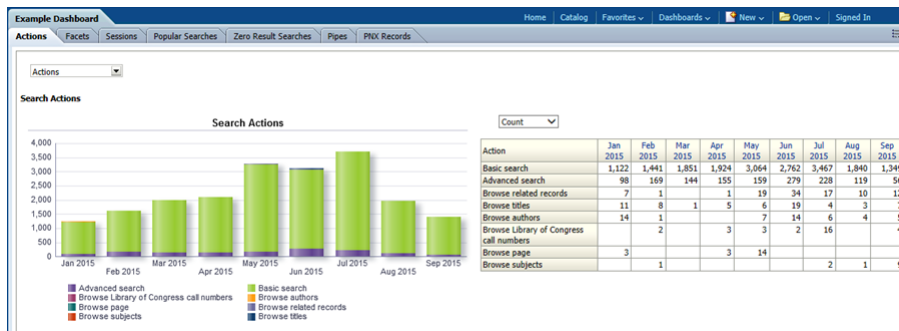 Example Dashboard
Home Catalog Favorites Dashboards New Open Signed In
Actions Facets Sessions Popular Searches Zero Result Searches Pipes PNX Records
Actions
Search Actions
Search Actions
4,000
3,500
3,000
2,500
2,000
1,500
1,000
500
0
Jan 2015 Feb 2015 Mar 2015 Apr 2015 May 2015 Jun 2015 Jul 2015 Aug 2015 Sep 2015
Advanced search Basic search
Browse Library of Congress call numbers Browse authors
Browse page Browse related records
Browse subjects Browse titles
Count
Action Jan 2015 Feb 2015 Mar 2015 Apr 2015 May 2015 Jun 2015 Jul 2015 Aug 2015 Sep 2015
Basic search 1,122 1,441 1,851 1,924 3,064 2,762 3,467 1,840
Advanced search 98 169 144 155 159 279 228 119
Browse related records 7 1 1 19 34 17 10
Browse titles 11 8 1 5 6 19 4 3
Browse authors 14 1 7 14 6 4
Browse Library of Congress
call numbers 2 3 3 2 16
Browse page 3 3 14
Browse subjects 1 2 1